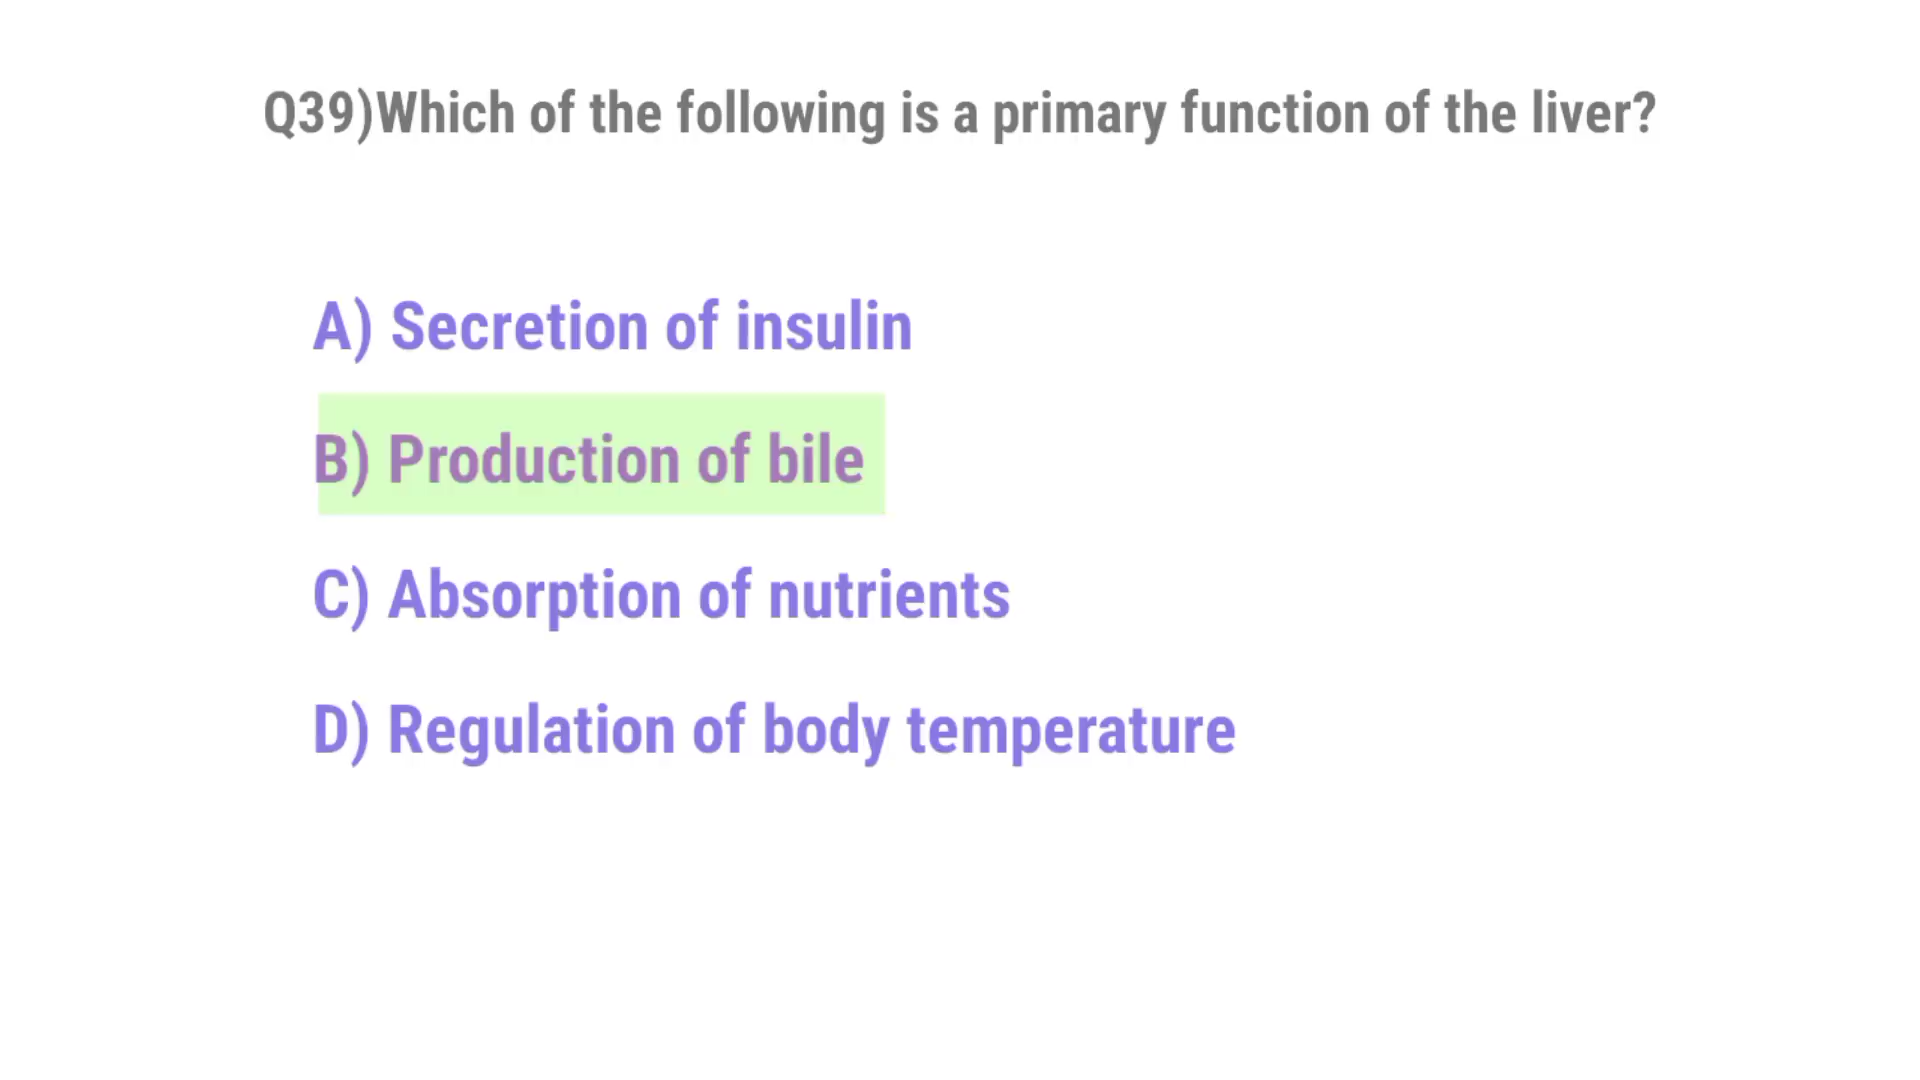 Q39)Which of the following is a primary function of the liver?
A) Secretion of insulin
B) Production of bile
C) Absorption of nutrients
D) Regulation of body temperature